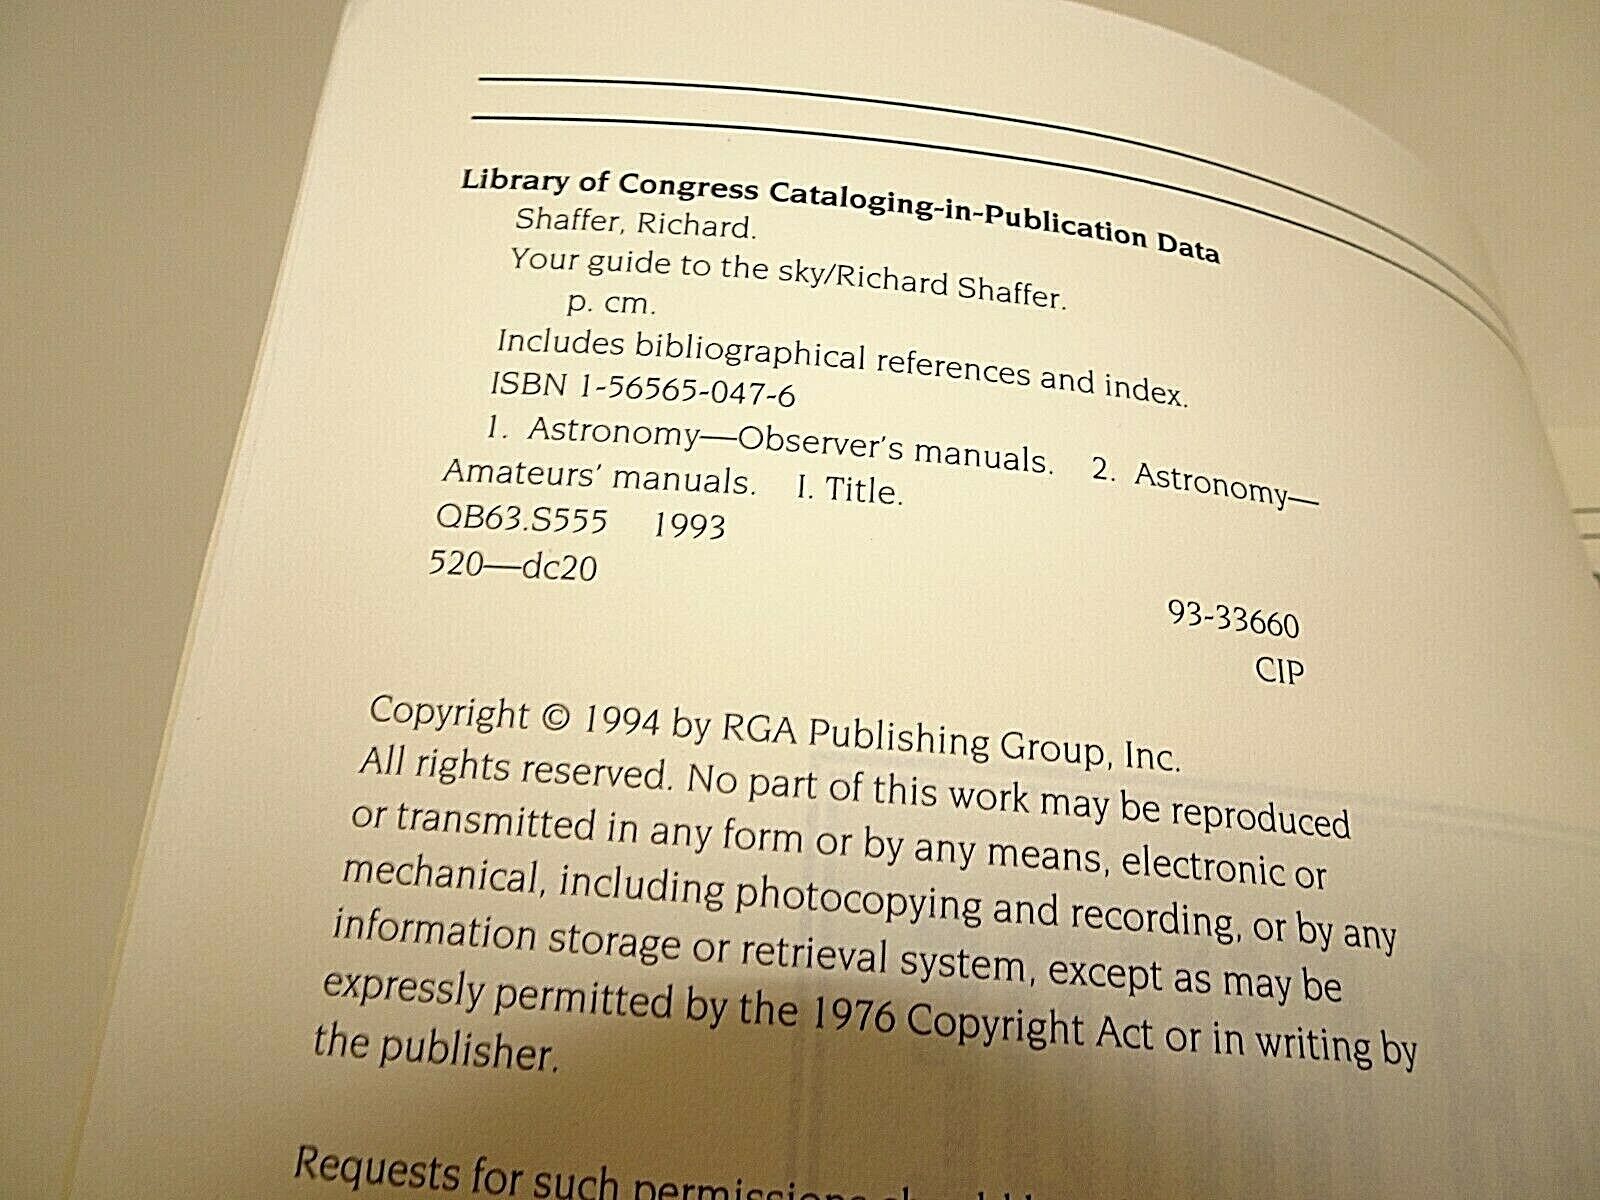 Library of Congress Cataloging-in-Publication Data
Shaffer, Richard.
Your guide to the sky/Richard Shaffer.
p. cm.
Includes bibliographical references and index.
ISBN 1-56565-047-6
1. Astronomy—Observer's manuals. 2. Astronomy—
Amateurs' manuals. I. Title.
QB63.S555 1993
520—dc20
93-33660
CIP
Copyright © 1994 by RGA Publishing Group, Inc.
All rights reserved. No part of this work may be reproduced
or transmitted in any form or by any means, electronic or
mechanical, including photocopying and recording, or by any
information storage or retrieval system, except as may be
expressly permitted by the 1976 Copyright Act or in writing by
the publisher.
Requests for such permissions